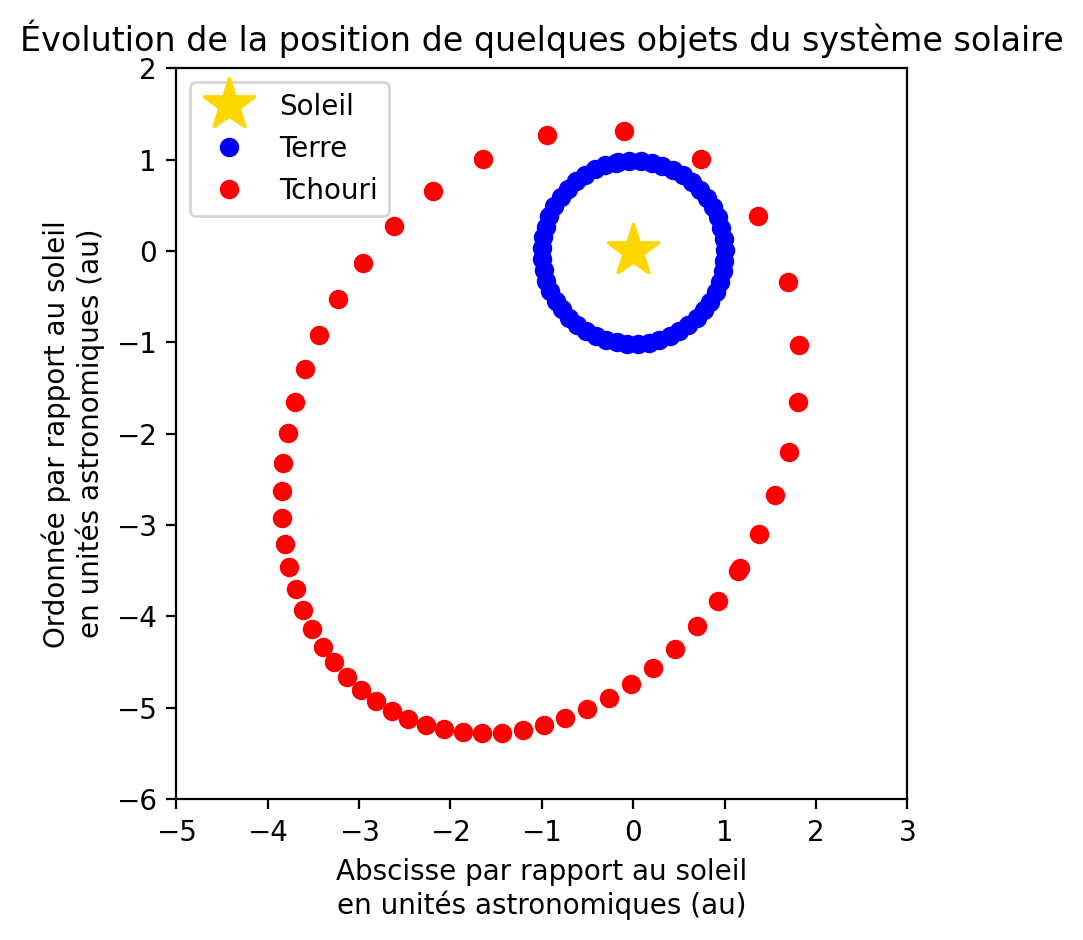 Évolution de la position de quelques objets du système solaire
Soleil
Terre
Tchouri
2
1
0
−1
−2
−3
−4
−5
−6
Ordonnée par rapport au soleil
en unités astronomiques (au)
−5 −4 −3 −2 −1 0 1 2 3
Abscisse par rapport au soleil
en unités astronomiques (au)